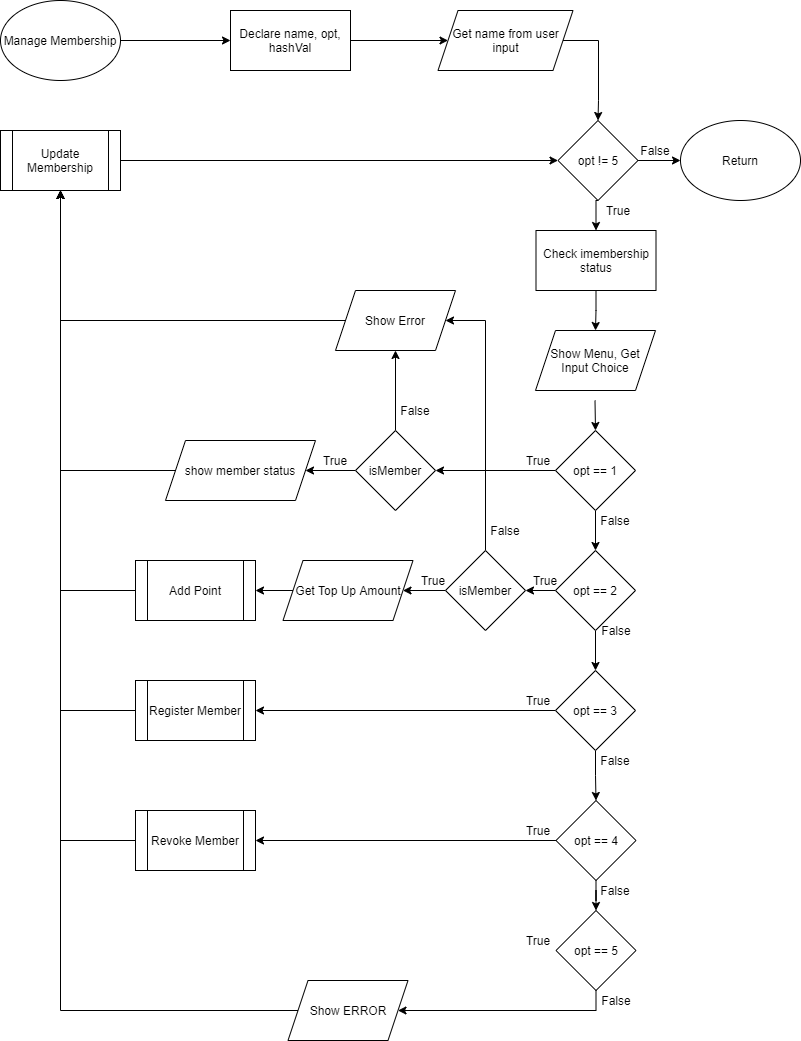 Manage Membership
Declare name, opt,
hashVal
Get name from user
input
Update
Membership
opt != 5
False
Return
True
Check imembership
status
Show Error
Show Menu, Get
Input Choice
False
show member status
True
isMember
True
opt == 1
False
False
Add Point
Get Top Up Amount
True
isMember
True
opt == 2
False
Register Member
True
opt == 3
False
Revoke Member
True
opt == 4
False
True
opt == 5
False
Show ERROR